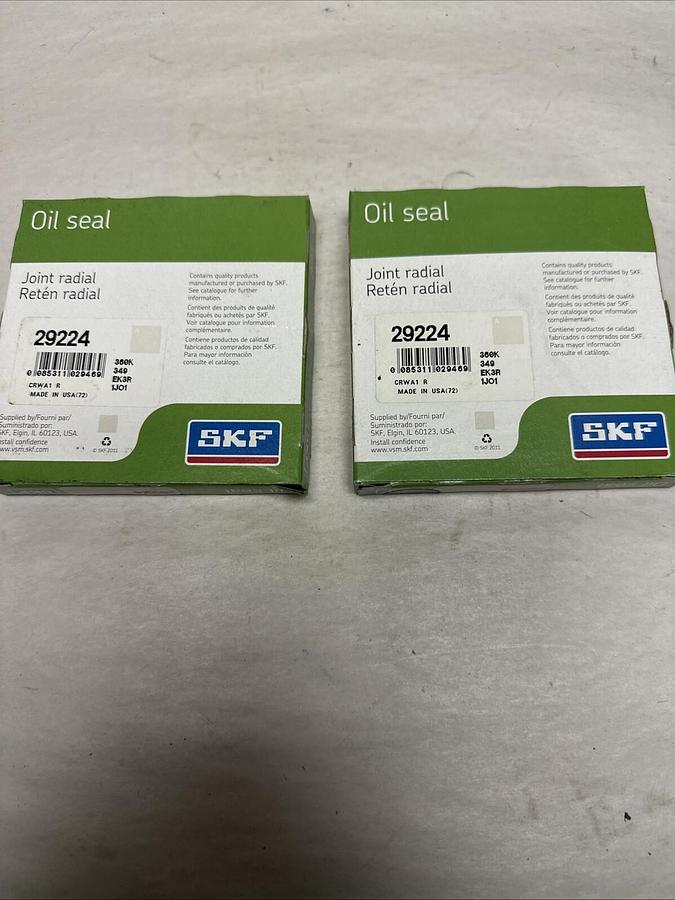 Oil seal
Joint radial
Retén radial
Contains quality products
manufactured or purchased by SKF.
See catalogue for further
information.
Contient des produits de qualité
fabriqués ou achetés par SKF.
Voir catalogue pour information
complémentaire.
Contiene productos de calidad
fabricados o comprados por SKF.
Para mayor información
consulte el catálogo.
29224
360K
349
EK3R
1JO1
0 085311 029469
CRWA1 R
MADE IN USA(72)
Supplied by/Fourni par/
Suministrado por:
SKF, Elgin, IL 60123, USA.
Install confidence
www.vsm.skf.com
© SKF 2011
SKF
Oil seal
Joint radial
Retén radial
Contains quality products
manufactured or purchased by SKF.
See catalogue for further
information.
Contient des produits de qualité
fabriqués ou achetés par SKF.
Voir catalogue pour information
complémentaire.
Contiene productos de calidad
fabricados o comprados por SKF.
Para mayor información
consulte el catálogo.
29224
360K
349
EK3R
1JO1
0 085311 029469
CRWA1 R
MADE IN USA(72)
Supplied by/Fourni par/
Suministrado por:
SKF, Elgin, IL 60123, USA.
Install confidence
www.vsm.skf.com
© SKF 2011
SKF